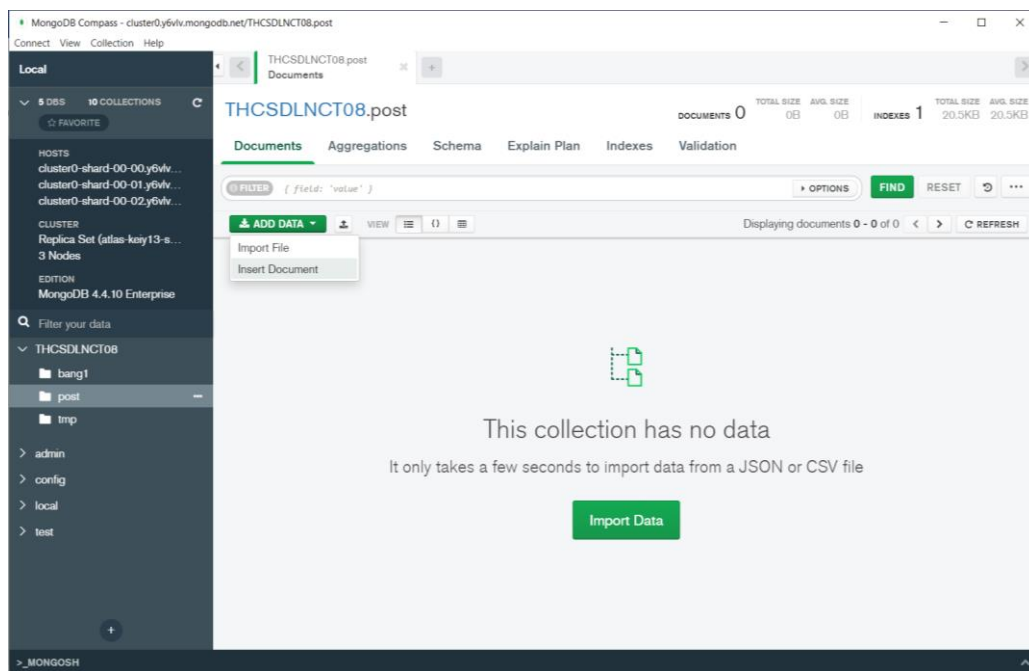 MongoDB Compass - cluster0.y6vlv.mongodb.net/THCSDLNCT08.post
Connect View Collection Help
Local
5 DBS 10 COLLECTIONS
FAVORITE
HOSTS
cluster0-shard-00-00.y6vlv...
cluster0-shard-00-01.y6vlv...
cluster0-shard-00-02.y6vlv...
CLUSTER
Replica Set (atlas-keiy13-s...
3 Nodes
EDITION
MongoDB 4.4.10 Enterprise
Filter your data
THCSDLNCT08
bang1
post
tmp
admin
config
local
test
>_MONGOSH
THCSDLNCT08.post
Documents
THCSDLNCT08.post
DOCUMENTS 0
TOTAL SIZE AVG. SIZE
0B 0B
INDEXES 1
TOTAL SIZE AVG. SIZE
20.5KB 20.5KB
Documents Aggregations Schema Explain Plan Indexes Validation
FILTER { field: 'value' } OPTIONS FIND RESET ...
ADD DATA VIEW {} Displaying documents 0 - 0 of 0 < > REFRESH
Import File
Insert Document
This collection has no data
It only takes a few seconds to import data from a JSON or CSV file
Import Data